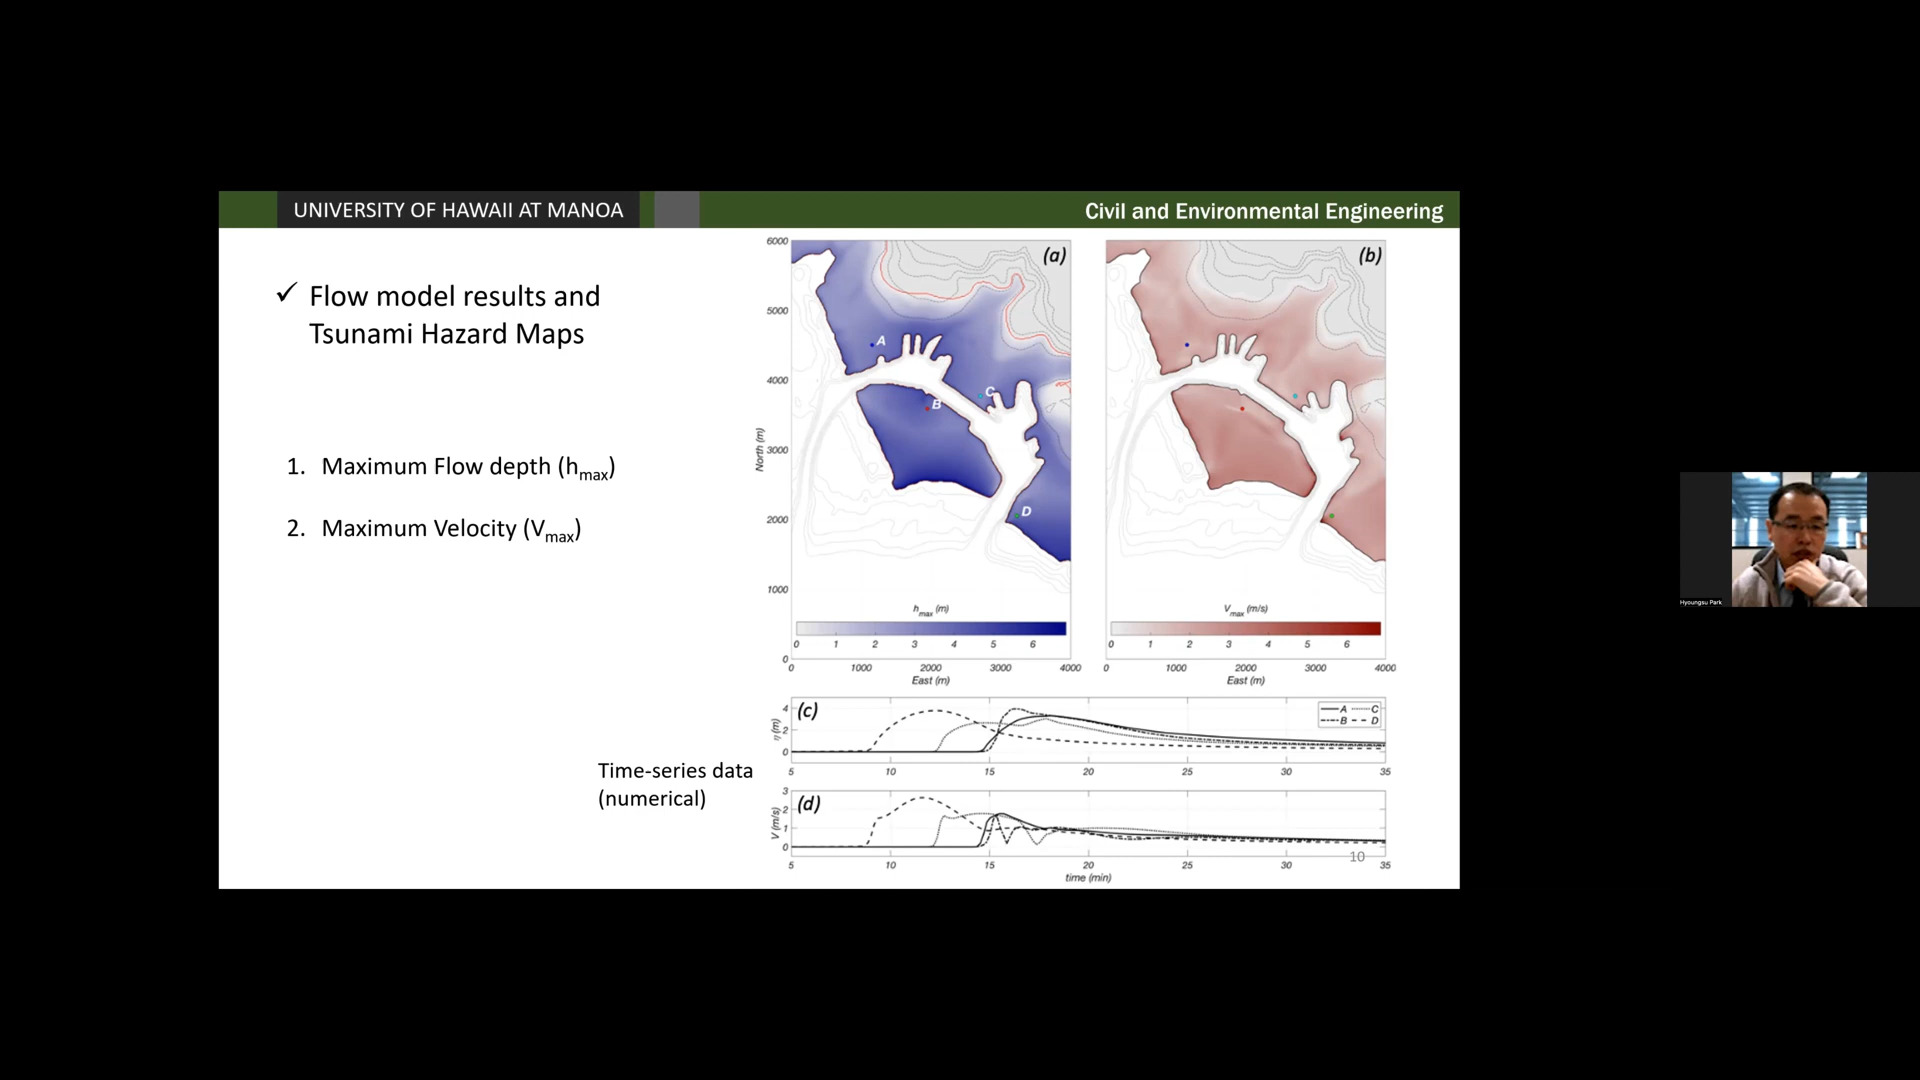 UNIVERSITY OF HAWAII AT MANOA
Civil and Environmental Engineering
✓ Flow model results and
Tsunami Hazard Maps
1. Maximum Flow depth (hmax)
2. Maximum Velocity (Vmax)
Time-series data
(numerical)
(a)
6000
5000
4000
3000
2000
1000
0
North (m)
A
B
C
D
hmax (m)
0 1 2 3 4 5 6
0 1000 2000 3000 4000
East (m)
(b)
Vmax (m/s)
0 1 2 3 4 5 6
0 1000 2000 3000 4000
East (m)
(c)
η (m)
4
2
0
A C
B D
5 10 15 20 25 30 35
(d)
V (m/s)
3
2
1
0
10
5 10 15 20 25 30 35
time (min)
Hyoungsu Park